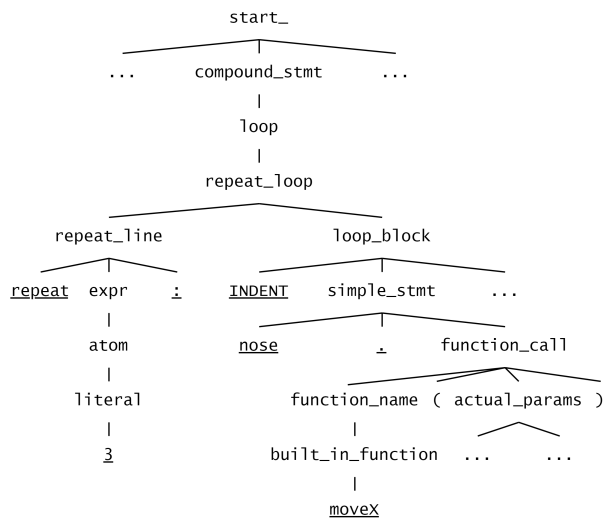 start_
... compound_stmt ...
loop
repeat_loop
repeat_line loop_block
repeat expr : INDENT simple_stmt ...
atom nose . function_call
literal function_name ( actual_params )
3 built_in_function ... ...
moveX